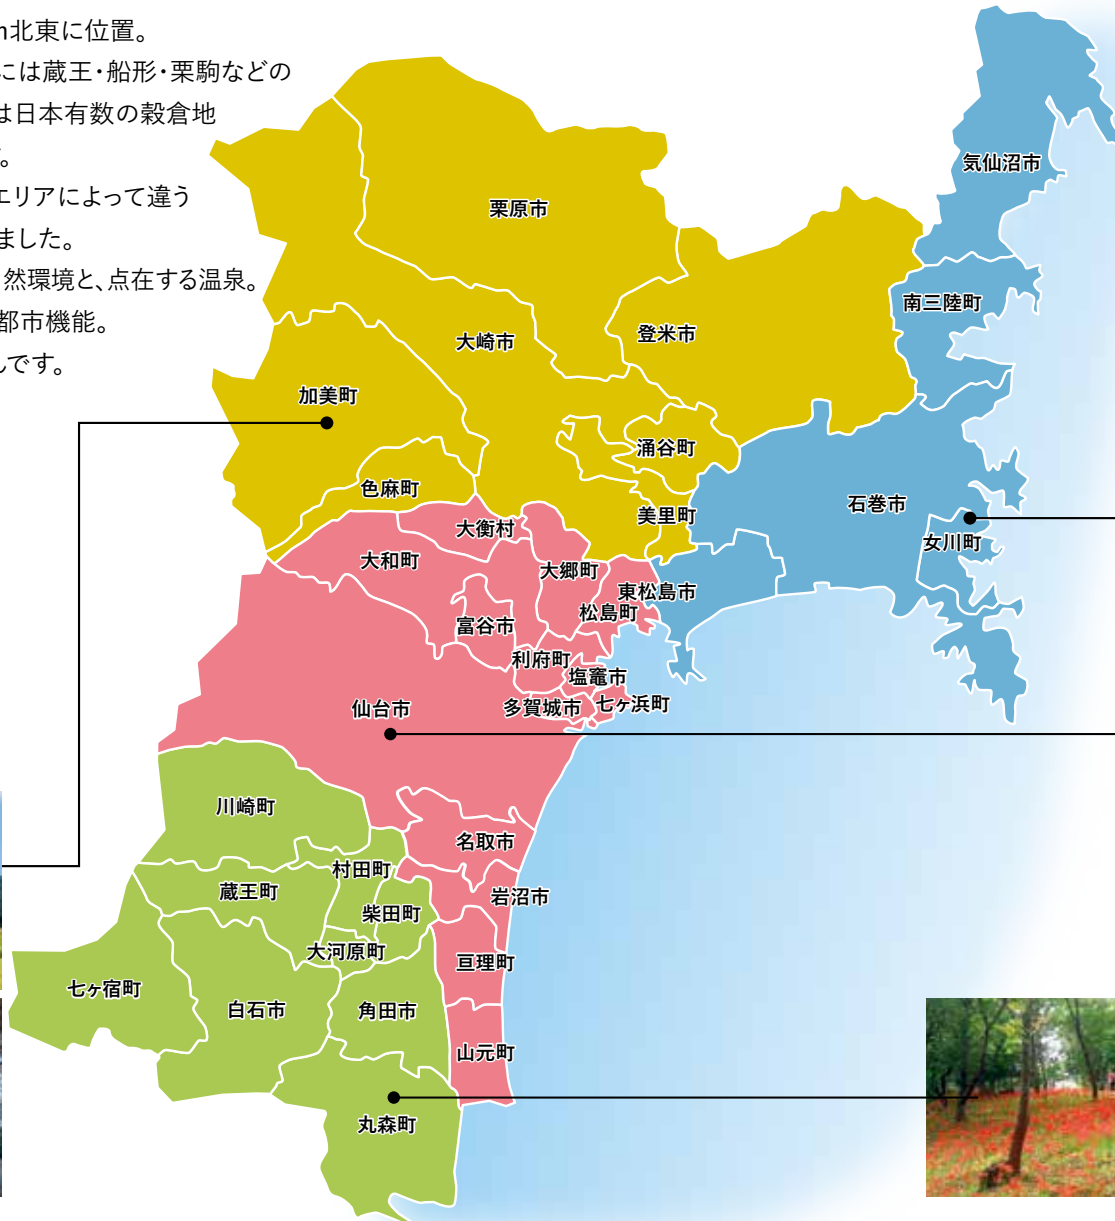 北東に位置。
には蔵王・船形・栗駒などの
は日本有数の穀倉地
。
エリアによって違う
ました。
然環境と、点在する温泉。
都市機能。
んです。
気仙沼市
栗原市
南三陸町
登米市
大崎市
加美町
涌谷町
色麻町
石巻市
美里町
大衡村
女川町
大和町
大郷町
東松島市
松島町
富谷市
利府町
塩竈市
七ヶ浜町
多賀城市
仙台市
川崎町
名取市
村田町
蔵王町
岩沼市
柴田町
大河原町
亘理町
七ヶ宿町
白石市
角田市
山元町
丸森町